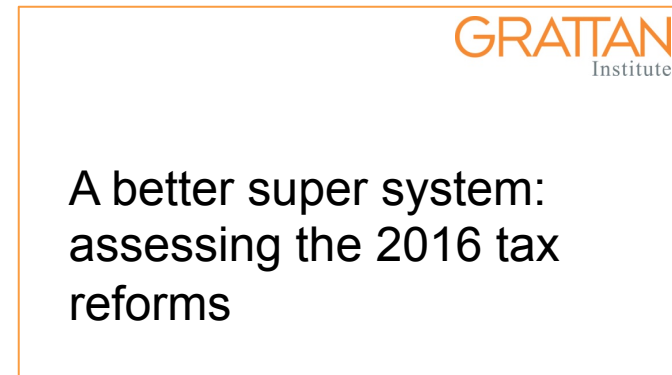 GRATTAN
Institute
A better super system:
assessing the 2016 tax
reforms